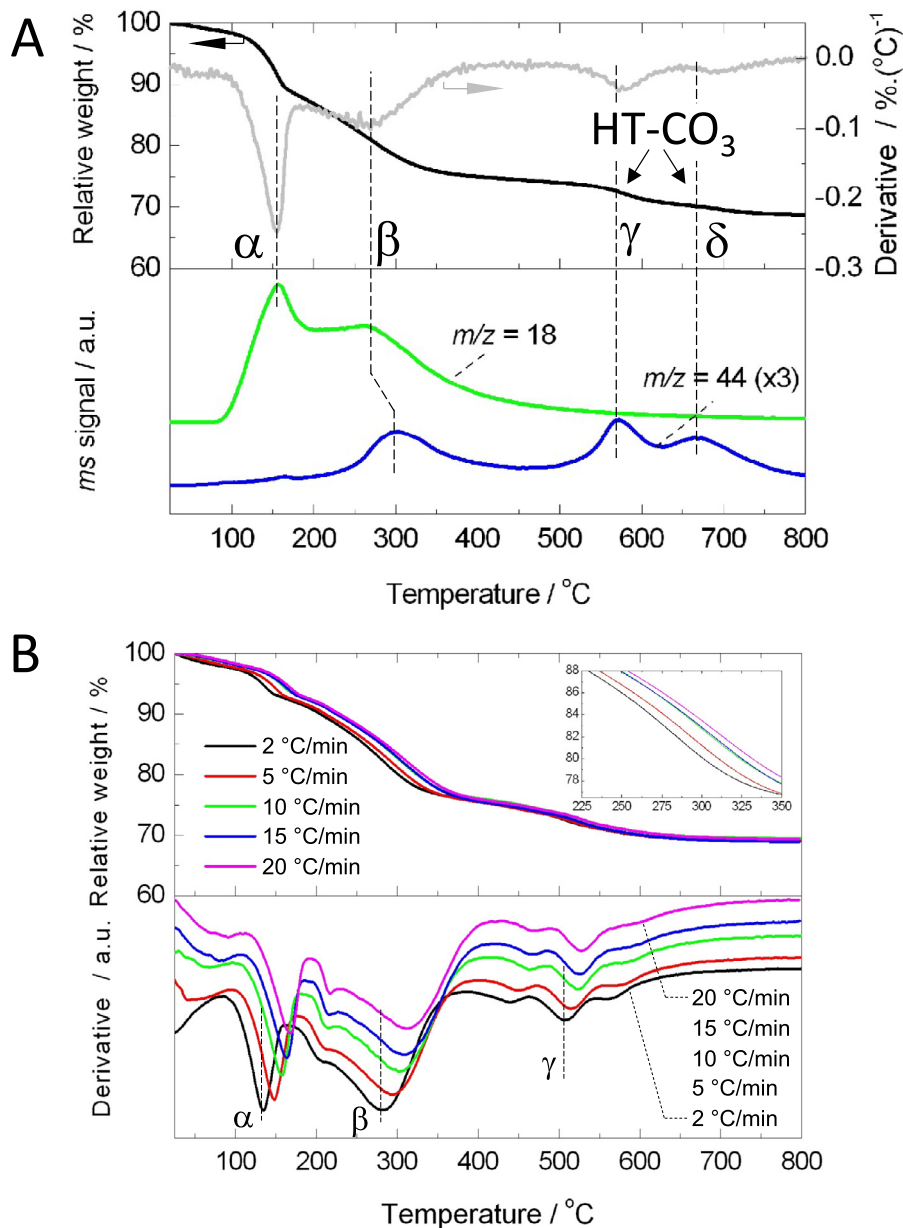 A
Relative weight / %
100
90
80
70
60
0.0
-0.1
-0.2
-0.3
Derivative / %.(°C)⁻¹
HT-CO₃
α
β
γ
δ
ms signal / a.u.
m/z = 18
m/z = 44 (x3)
100 200 300 400 500 600 700 800
Temperature / °C
B
Relative weight / %
100
90
80
70
60
2 °C/min
5 °C/min
10 °C/min
15 °C/min
20 °C/min
88
86
84
82
80
78
225 250 275 300 325 350
Derivative / a.u.
α
β
γ
20 °C/min
15 °C/min
10 °C/min
5 °C/min
2 °C/min
100 200 300 400 500 600 700 800
Temperature / °C